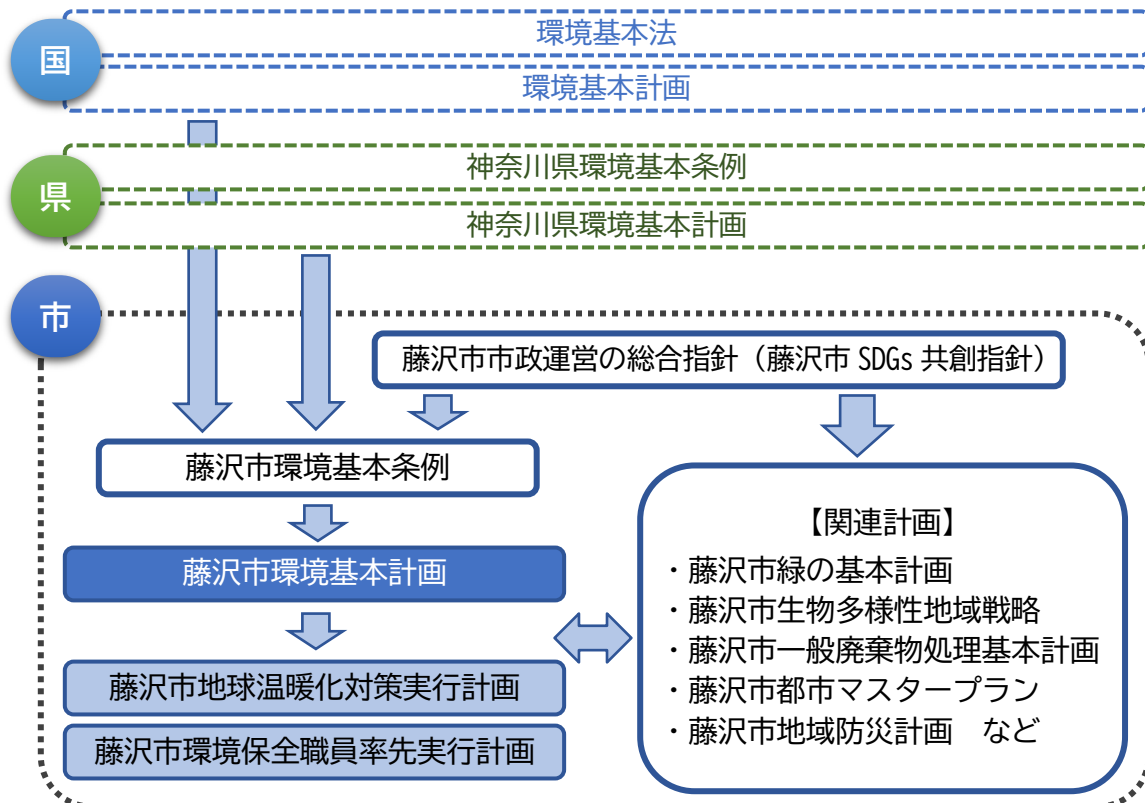 国
環境基本法
環境基本計画
県
神奈川県環境基本条例
神奈川県環境基本計画
市
藤沢市市政運営の総合指針（藤沢市 SDGs 共創指針）
藤沢市環境基本条例
藤沢市環境基本計画
藤沢市地球温暖化対策実行計画
藤沢市環境保全職員率先実行計画
【関連計画】
・藤沢市緑の基本計画
・藤沢市生物多様性地域戦略
・藤沢市一般廃棄物処理基本計画
・藤沢市都市マスタープラン
・藤沢市地域防災計画　など